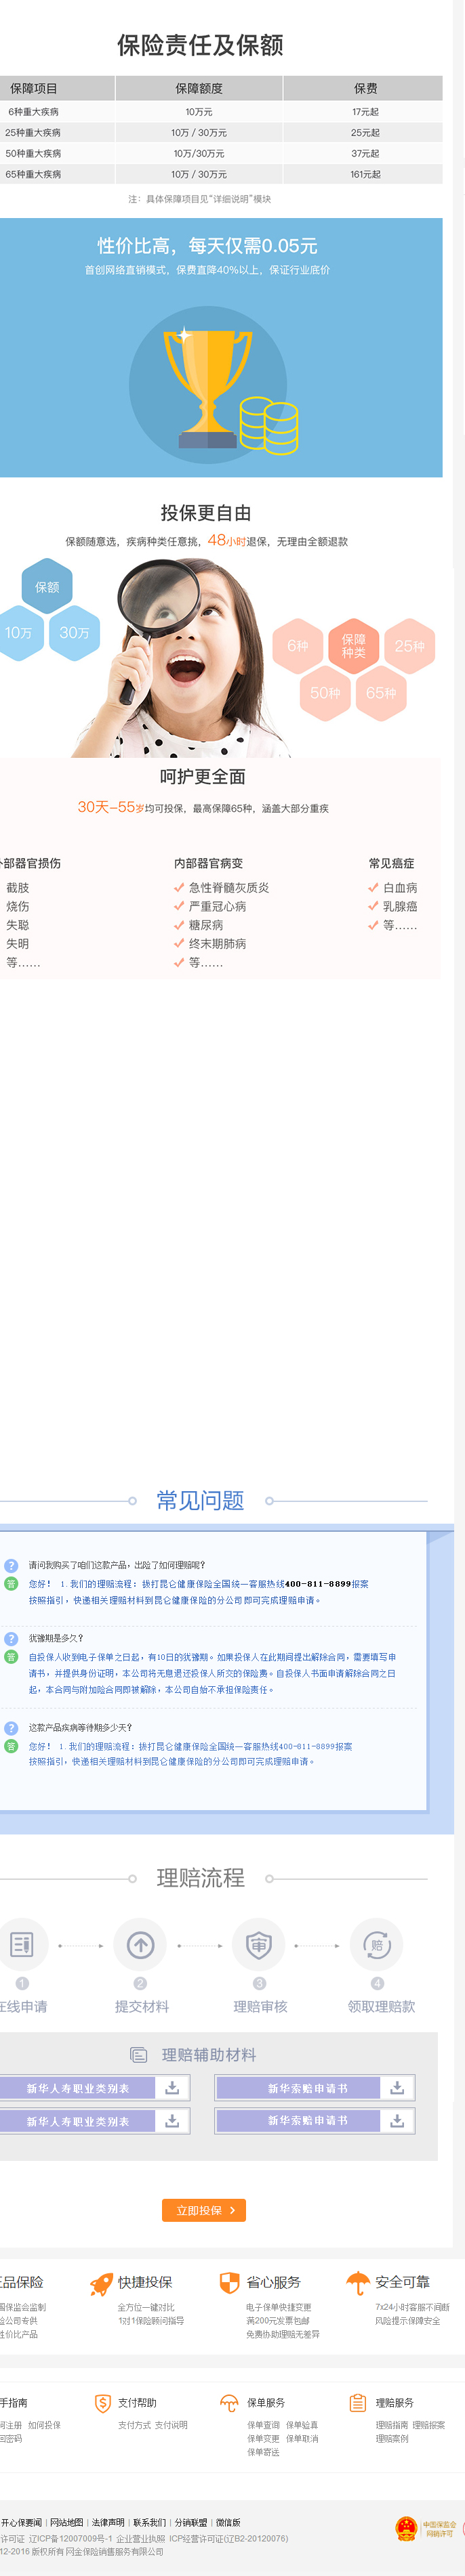 保险责任及保额
保障项目 保障额度 保费
6种重大疾病 10万元 17元起
25种重大疾病 10万 / 30万元 25元起
50种重大疾病 10万/30万元 37元起
65种重大疾病 10万 / 30万元 161元起
注：具体保障项目见“详细说明”模块
性价比高，每天仅需0.05元
首创网络直销模式，保费直降40%以上，保证行业底价
投保更自由
保额随意选，疾病种类任意挑，48小时退保，无理由全额退款
保额
10万 30万
6种 保障种类 25种
50种 65种
呵护更全面
30天-55岁均可投保，最高保障65种，涵盖大部分重疾
部器官损伤 内部器官病变 常见癌症
截肢 急性脊髓灰质炎 白血病
烧伤 严重冠心病 乳腺癌
失聪 糖尿病 等……
失明 终末期肺病
等…… 等……
常见问题
? 请问我购买了咱们这款产品，出险了如何理赔呢？
答 您好！ 1.我们的理赔流程：拨打昆仑健康保险全国统一客服热线400-811-8899报案
按照指引，快递相关理赔材料到昆仑健康保险的分公司即可完成理赔申请。
? 犹豫期是多久？
答 自投保人收到电子保单之日起，有10日的犹豫期。如果投保人在此期间提出解除合同，需要填写申
请书，并提供身份证明，本公司将无息退还投保人所交的保险费。自投保人书面申请解除合同之日
起，本合同与附加险合同即被解除，本公司自始不承担保险责任。
? 这款产品疾病等待期多少天？
答 您好！ 1.我们的理赔流程：拨打昆仑健康保险全国统一客服热线400-811-8899报案
按照指引，快递相关理赔材料到昆仑健康保险的分公司即可完成理赔申请。
理赔流程
审 赔
1 2 3 4
在线申请 提交材料 理赔审核 领取理赔款
理赔辅助材料
新华人寿职业类别表 新华索赔申请书
新华人寿职业类别表 新华索赔申请书
立即投保
正品保险 快捷投保 省心服务 安全可靠
国保监会监制 全方位一键对比 电子保单快捷变更 7x24小时客服不间断
险公司专供 1对1保险顾问指导 满200元发票包邮 风险提示保障安全
性价比产品 免费协助理赔无差异
手指南 支付帮助 保单服务 理赔服务
何注册 如何投保 支付方式 支付说明 保单查询 保单验真 理赔指南 理赔报案
回密码 保单变更 保单取消 理赔案例
保单寄送
开心保要闻 | 网站地图 | 法律声明 | 联系我们 | 分销联盟 | 微信版
许可证 辽ICP备12007009号-1 企业营业执照 ICP经营许可证(辽B2-20120076)
12-2016 版权所有 网金保险销售服务有限公司
中国保监会
网销许可